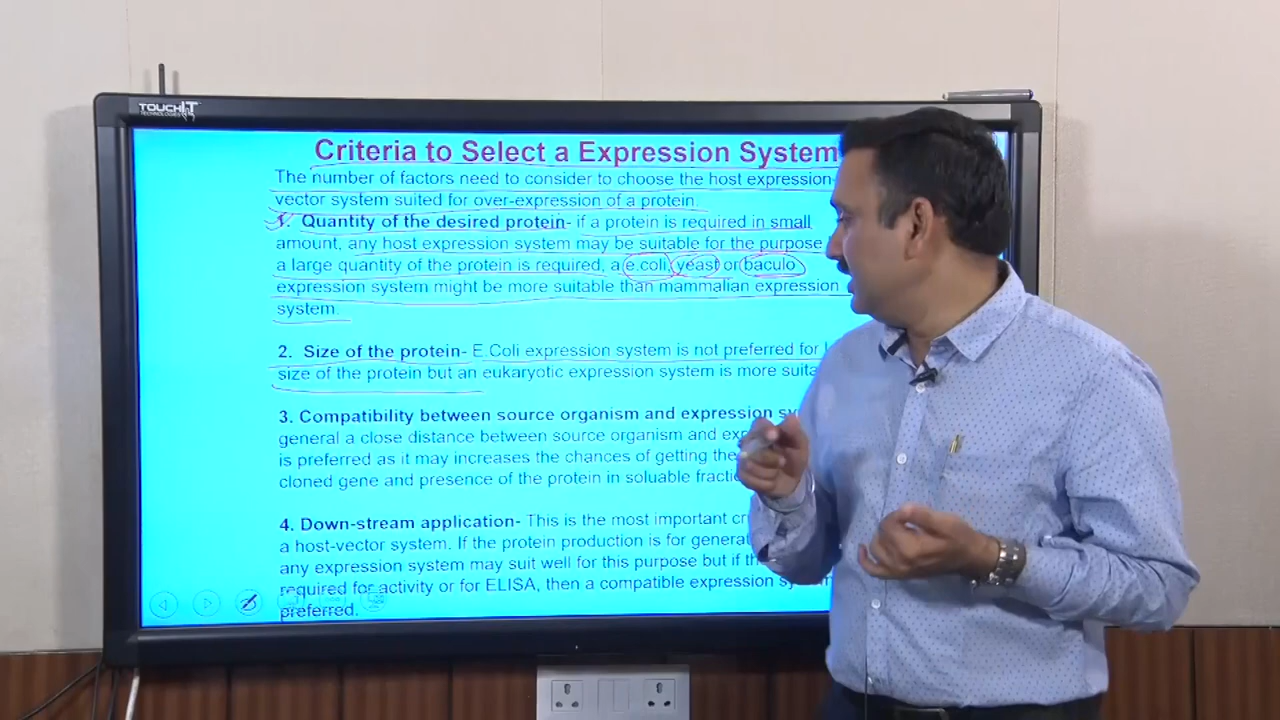 TOUCHIT
TECHNOLOGIES
Criteria to Select a Expression System
The number of factors need to consider to choose the host expression-
vector system suited for over-expression of a protein.
1. Quantity of the desired protein- if a protein is required in small
amount, any host expression system may be suitable for the purpose
a large quantity of the protein is required, a e.coli, yeast or baculo
expression system might be more suitable than mammalian expression
system.
2. Size of the protein- E.Coli expression system is not preferred for
size of the protein but an eukaryotic expression system is more
3. Compatibility between source organism and expression
general a close distance between source organism and
is preferred as it may increases the chances of getting the
cloned gene and presence of the protein in soluable
4. Down-stream application- This is the most important
a host-vector system. If the protein production is for
any expression system may suit well for this purpose but if
required for activity or for ELISA, then a compatible expression
preferred.